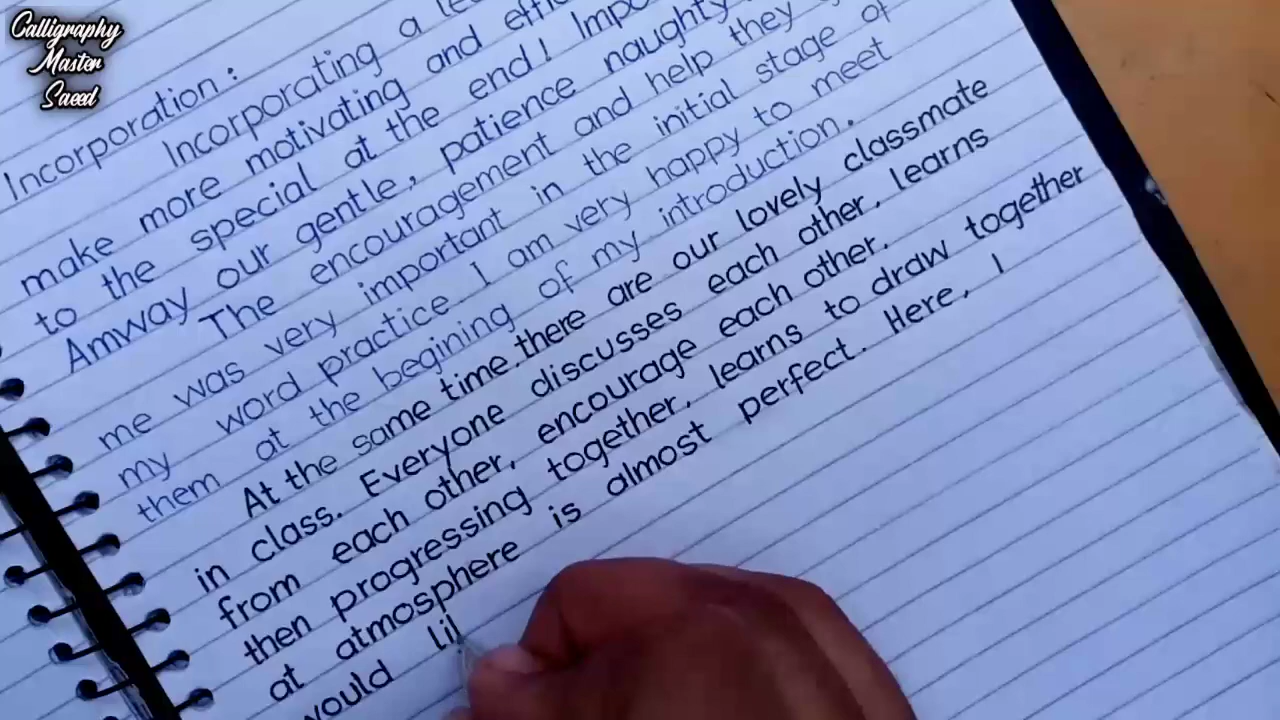 Calligraphy
Master
Saeed
Incorporation :
Incorporating a
make more motivating and
to the special at the end! Impo
Amway our gentle, patience naughty
The encouragement and help they
me was very important in the initial stage of
my word practice I am very happy to meet
them at the begining of my introduction.
At the same time. there are our lovely classmate
in class. Everyone discusses each other, learns
from each other, encourage each other.
then progressing together, learns to draw together
at atmosphere is almost perfect. Here, I
would